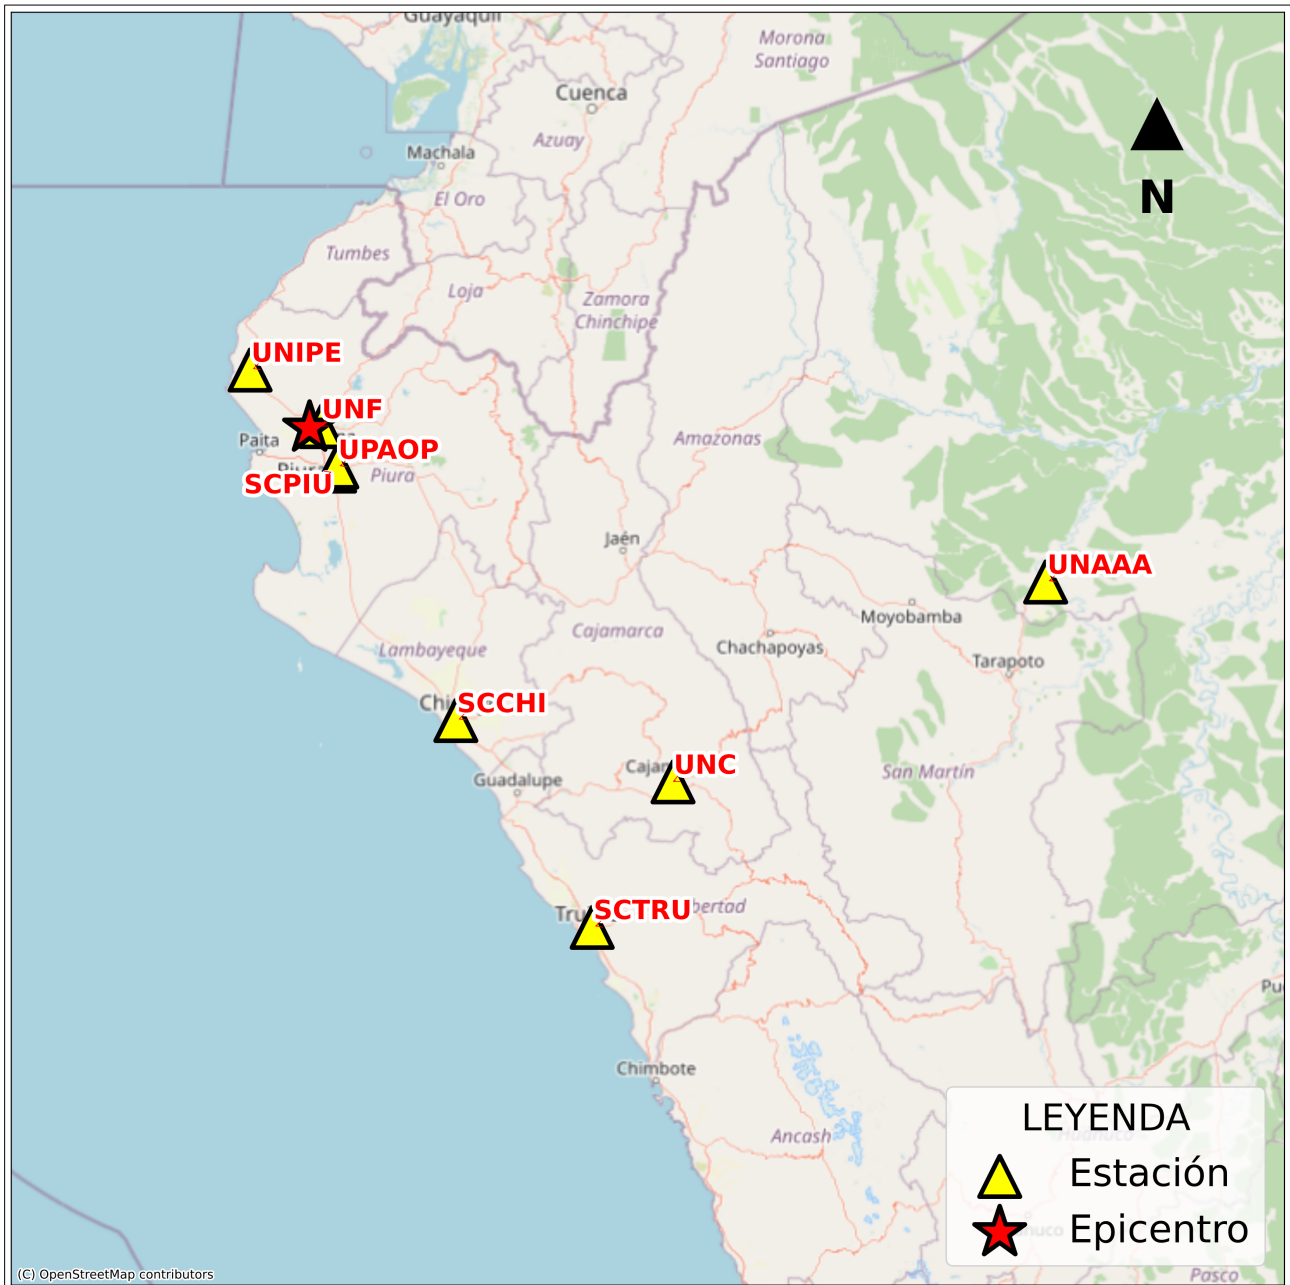 Guayaquil
Morona
Santiago
Cuenca
Azuay
Machala
El Oro
N
Tumbes
Loja
Zamora
Chinchipe
UNIPE
UNF
Paita
UPAOP
Piura
Piura
SCPIU
Amazonas
Jaén
UNAAA
Moyobamba
Cajamarca
Chachapoyas
Lambayeque
Tarapoto
SCCHI
UNC
Guadalupe
San Martín
SCTRU
Chimbote
LEYENDA
Ancash
Huánuco
Estación
Epicentro
Pasco
(C) OpenStreetMap contributors